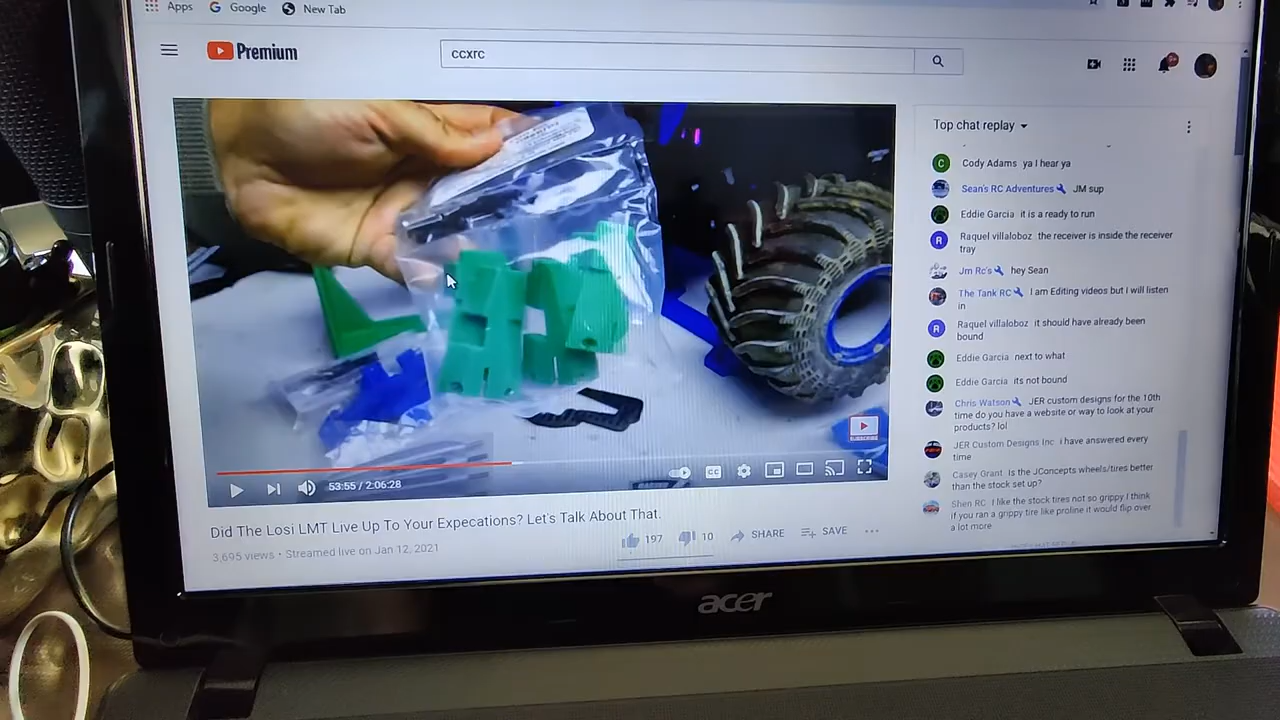 Apps
Google
New Tab
Premium
ccxrc
Top chat replay
Cody Adams ya I hear ya
Sean's RC Adventures JM sup
Eddie Garcia it is a ready to run
R Raquel villaloboz the receiver is inside the receiver
tray
Jm Rc's hey Sean
The Tank RC I am Editing videos but I will listen
in
R Raquel villaloboz it should have already been
bound
Eddie Garcia next to what
Eddie Garcia its not bound
Chris Watson JER custom designs for the 10th
time do you have a website or way to look at your
products? lol
JER Custom Designs Inc i have answered every
time
Casey Grant Is the JConcepts wheels/tires better
than the stock set up?
Shen RC I like the stock tires not so grippy I think
if you ran a grippy tire like proline it would flip over
a lot more
SUBSCRIBE
CC
53:55 / 2:06:28
Did The Losi LMT Live Up To Your Expecations? Let's Talk About That.
3,695 views • Streamed live on Jan 12, 2021
197
10
SHARE
SAVE
acer